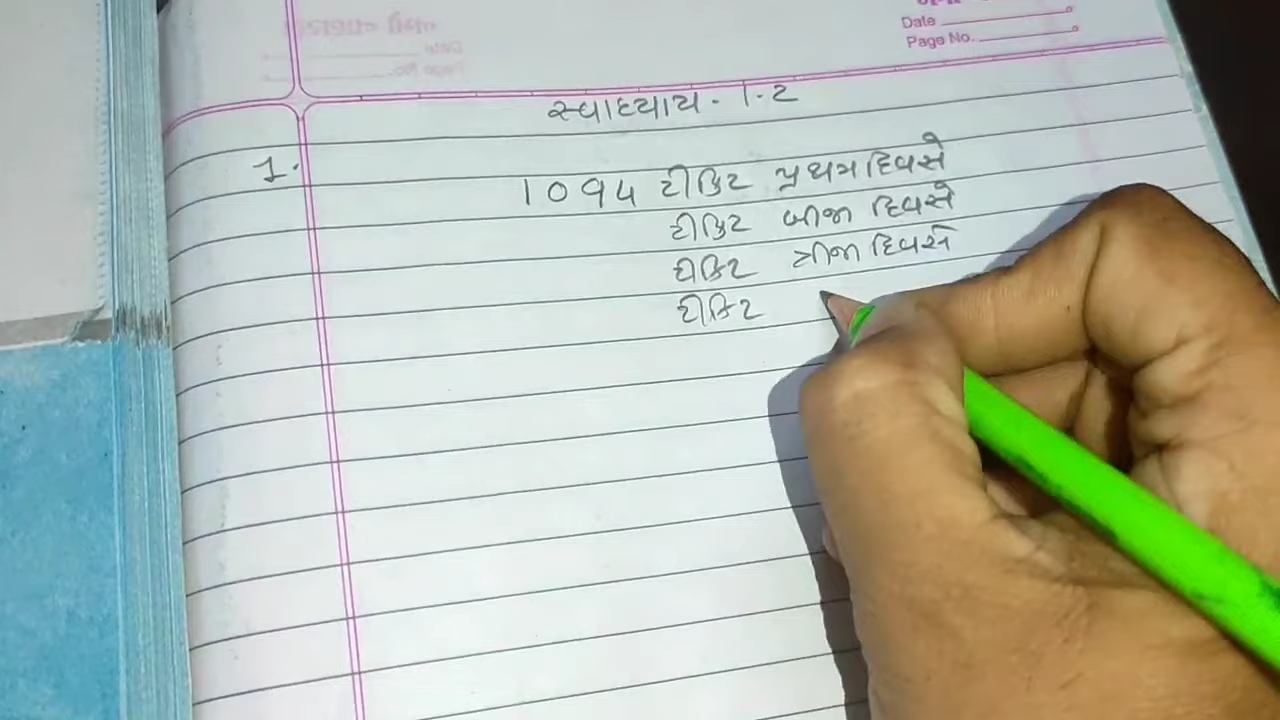 Date
Page No.
સ્વાધ્યાય - 1.2
1.
1094 ટીકિટ પ્રથમ દિવસે
ટીકિટ બીજા દિવસે
ટીકિટ ત્રીજા દિવસે
ટીકિટ